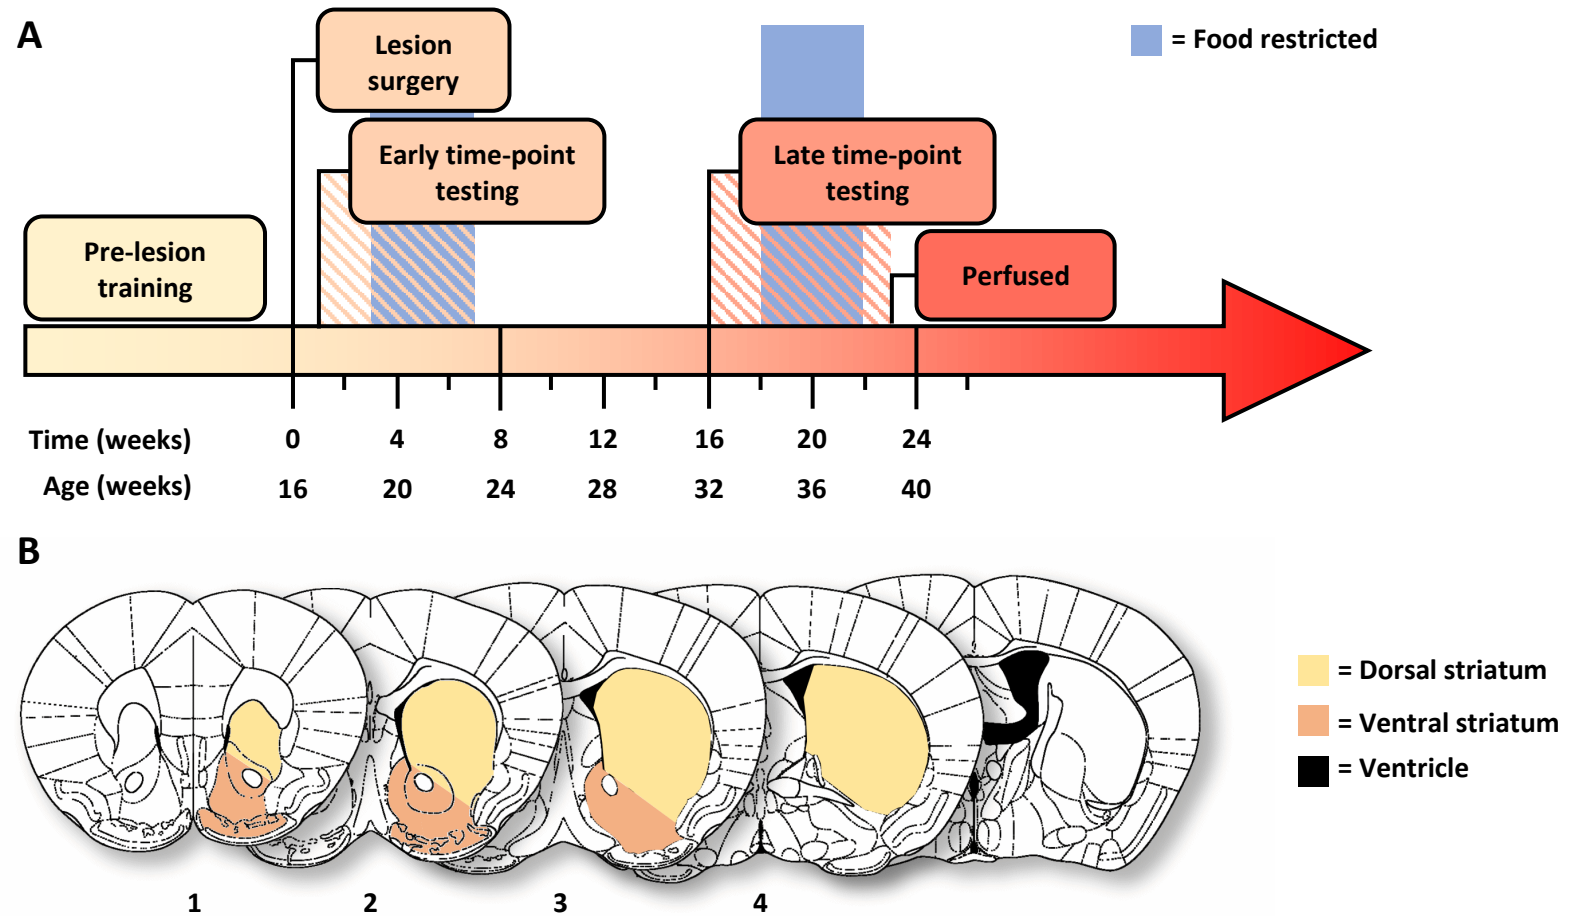 A
Lesion
surgery
= Food restricted
Early time-point
testing
Late time-point
testing
Pre-lesion
training
Perfused
Time (weeks) 0 4 8 12 16 20 24
Age (weeks) 16 20 24 28 32 36 40
B
= Dorsal striatum
= Ventral striatum
= Ventricle
1 2 3 4